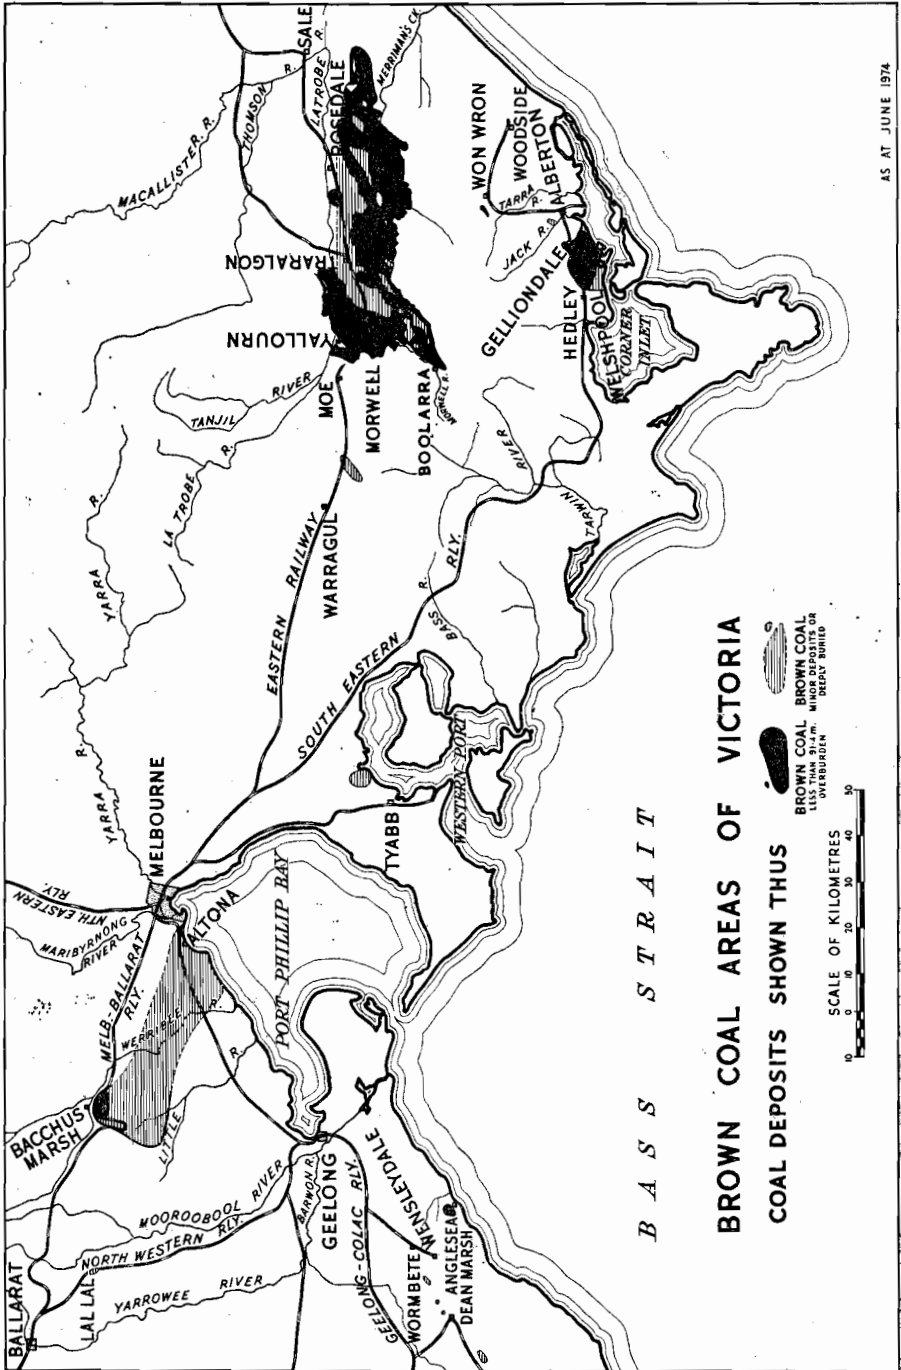 BALLARAT
LAL LAL
NORTH WESTERN RLY.
MOOROOBOOL RIVER
YARROWEE RIVER
BACCHUS MARSH
MELB-BALLARAT RLY.
WERRIBEE R.
LITTLE R.
MARIBYRNONG RIVER
NTH. EASTERN RLY.
MELBOURNE
ALTONA
YARRA R.
YARRA R.
PORT PHILLIP BAY
GEELONG
BARWON R.
GEELONG-COLAC RLY.
WENSLEYDALE
WORMBETE
ANGLESEA
DEAN MARSH
TYABB
WESTERN PORT
EASTERN RAILWAY
SOUTH EASTERN RLY.
BASS R.
WARRAGUL
LA TROBE R.
TANJIL RIVER
MOE
YALLOURN
MORWELL
BOOLARRA
MORWELL R.
TRARALGON
MACALLISTER R. R.
THOMSON R.
LATROBE R.
SALE
ROSEDALE
MERRIMAN'S CK.
TARWIN RIVER
WON WRON
WOODSIDE
ALBERTON
TARRA R.
JACK R.
GELLIONDALE
HEDLEY
WELSHPOOL
CORNER INLET
BASS STRAIT
BROWN COAL AREAS OF VICTORIA
COAL DEPOSITS SHOWN THUS
BROWN COAL
LESS THAN 91·4 m.
OVERBURDEN
BROWN COAL
MINOR DEPOSITS OR
DEEPLY BURIED
SCALE OF KILOMETRES
10 0 10 20 30 40 50
AS AT JUNE 1974